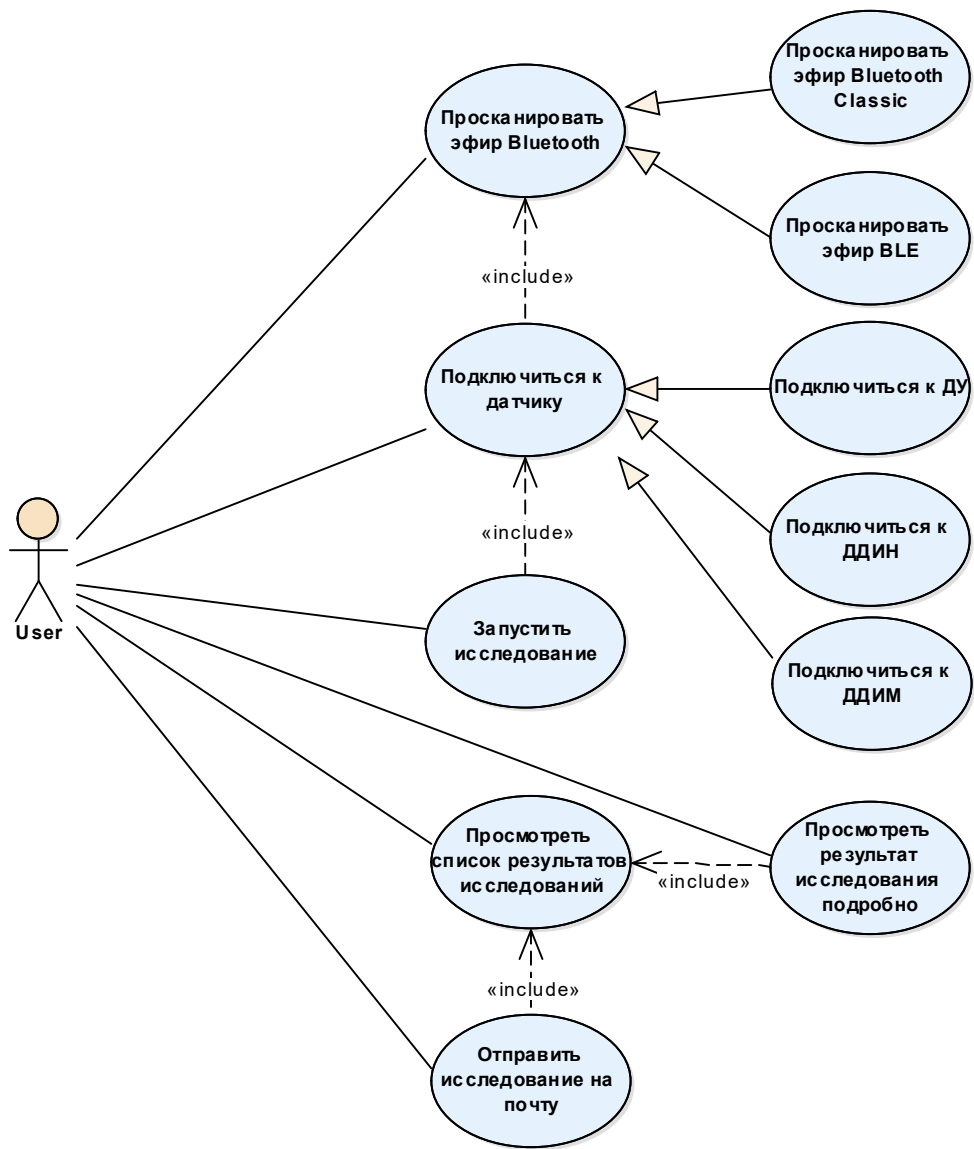 Просканировать
эфир Bluetooth
Classic
Просканировать
эфир Bluetooth
Просканировать
эфир BLE
«include»
Подключиться к
датчику
Подключиться к ДУ
«include»
Подключиться к
ДДИН
User
Запустить
исследование
Подключиться к
ДДИМ
Просмотреть
список результатов
исследований
«include»
Просмотреть
результат
исследования
подробно
«include»
Отправить
исследование на
почту